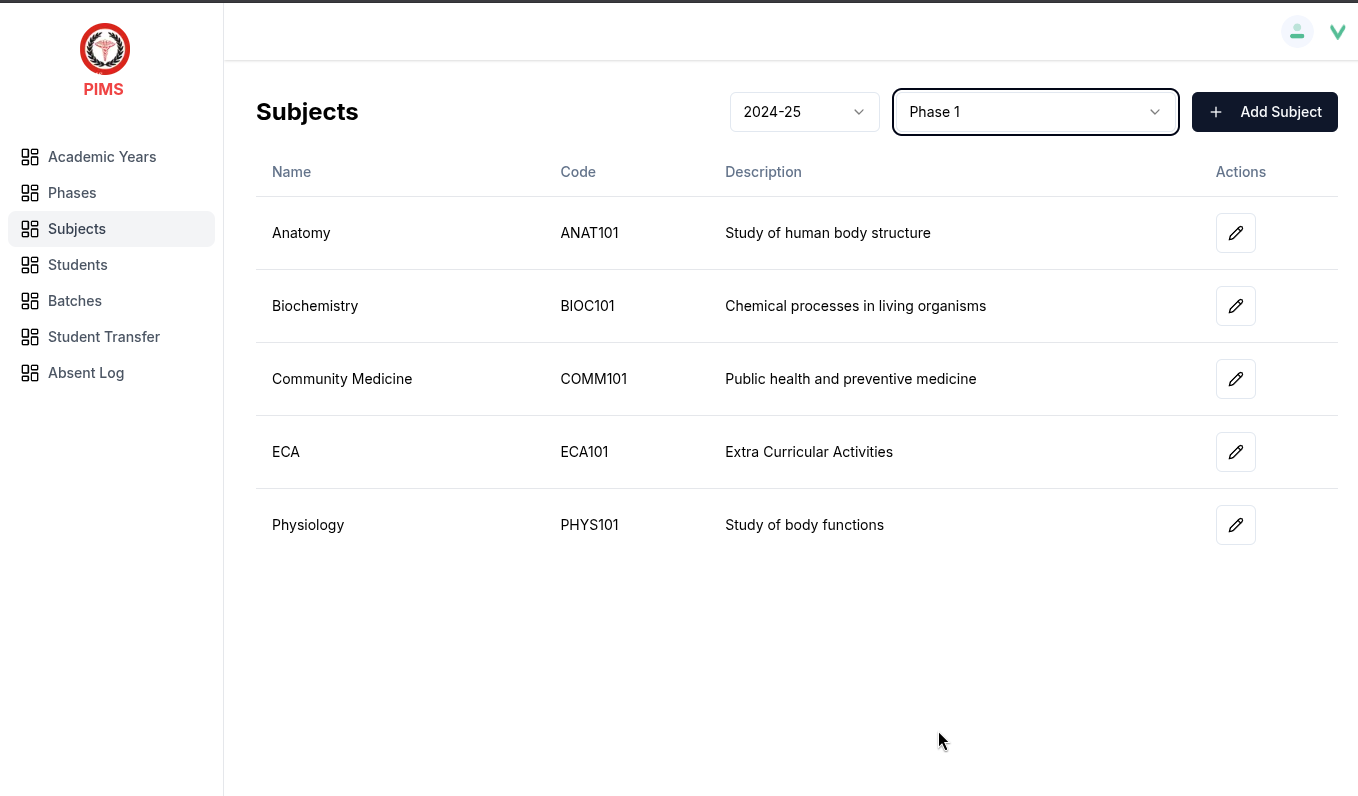 PIMS
Academic Years
Phases
Subjects
Students
Batches
Student Transfer
Absent Log
Subjects
2024-25
Phase 1
Add Subject
Name Code Description Actions
Anatomy ANAT101 Study of human body structure
Biochemistry BIOC101 Chemical processes in living organisms
Community Medicine COMM101 Public health and preventive medicine
ECA ECA101 Extra Curricular Activities
Physiology PHYS101 Study of body functions